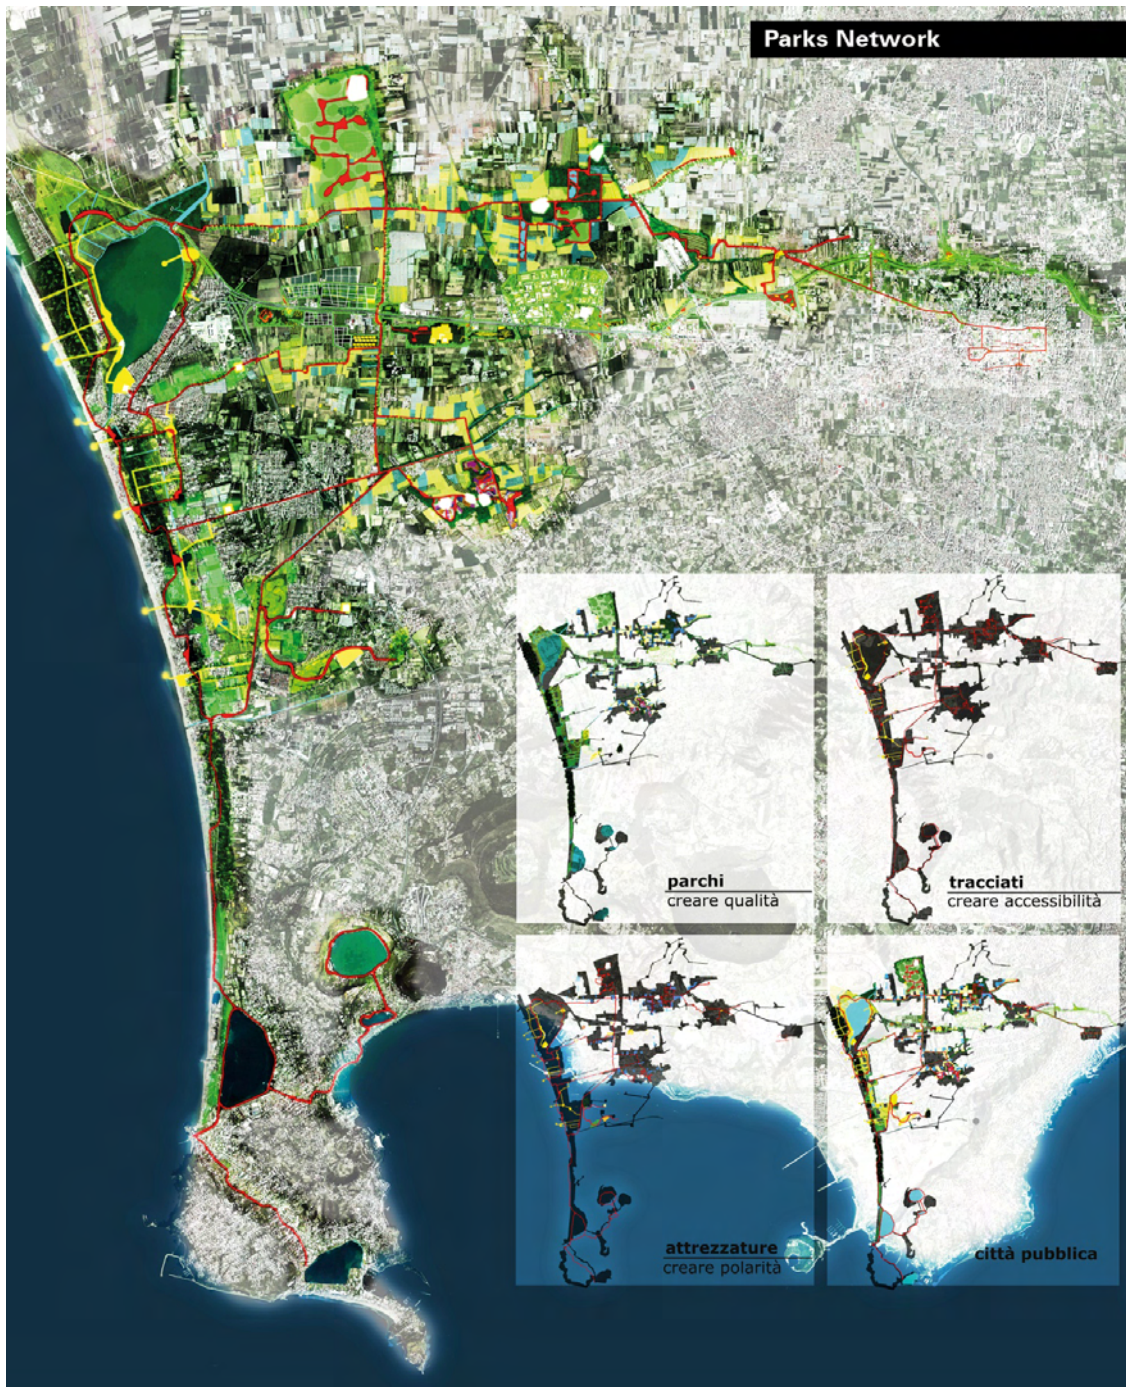 Parks Network
parchi
creare qualità
tracciati
creare accessibilità
attrezzature
creare polarità
città pubblica